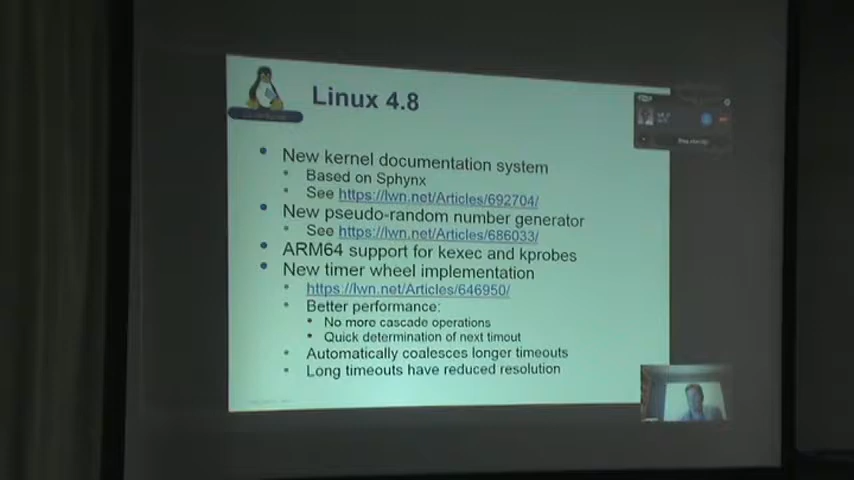 Linux 4.8
• New kernel documentation system
• Based on Sphynx
• See https://lwn.net/Articles/692704/
• New pseudo-random number generator
• See https://lwn.net/Articles/686033/
• ARM64 support for kexec and kprobes
• New timer wheel implementation
• https://lwn.net/Articles/646950/
• Better performance:
• No more cascade operations
• Quick determination of next timout
• Automatically coalesces longer timeouts
• Long timeouts have reduced resolution